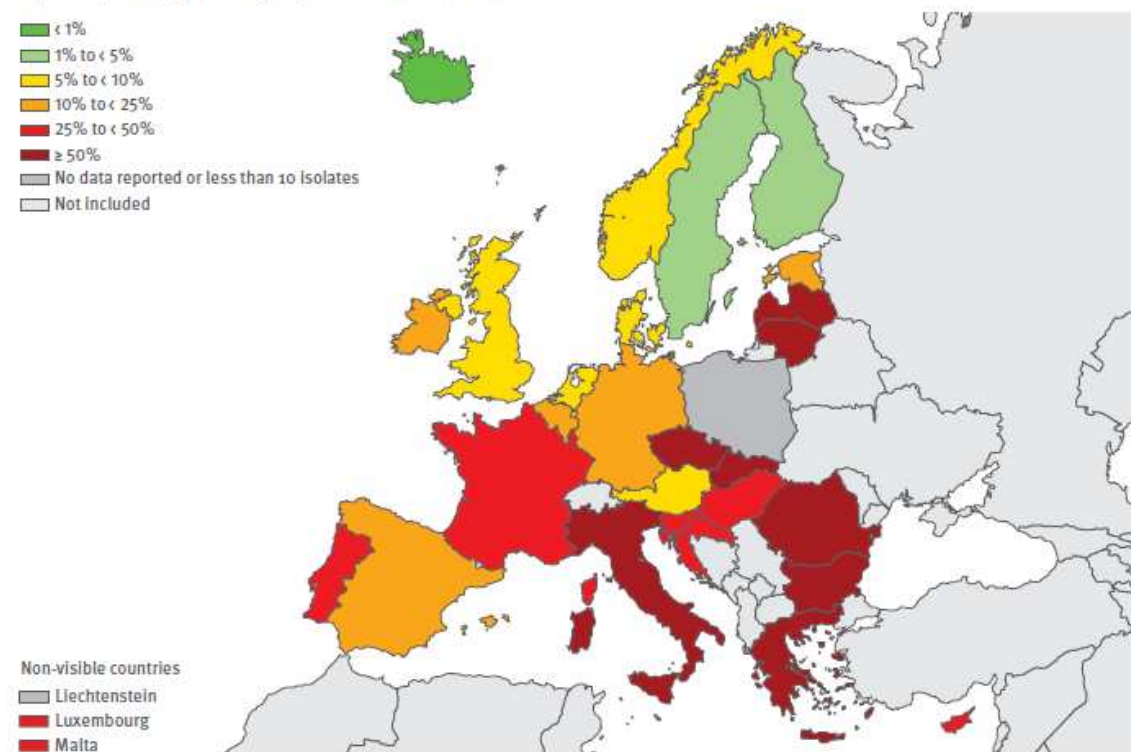 < 1%
1% to < 5%
5% to < 10%
10% to < 25%
25% to < 50%
≥ 50%
No data reported or less than 10 isolates
Not included
Non-visible countries
Liechtenstein
Luxembourg
Malta